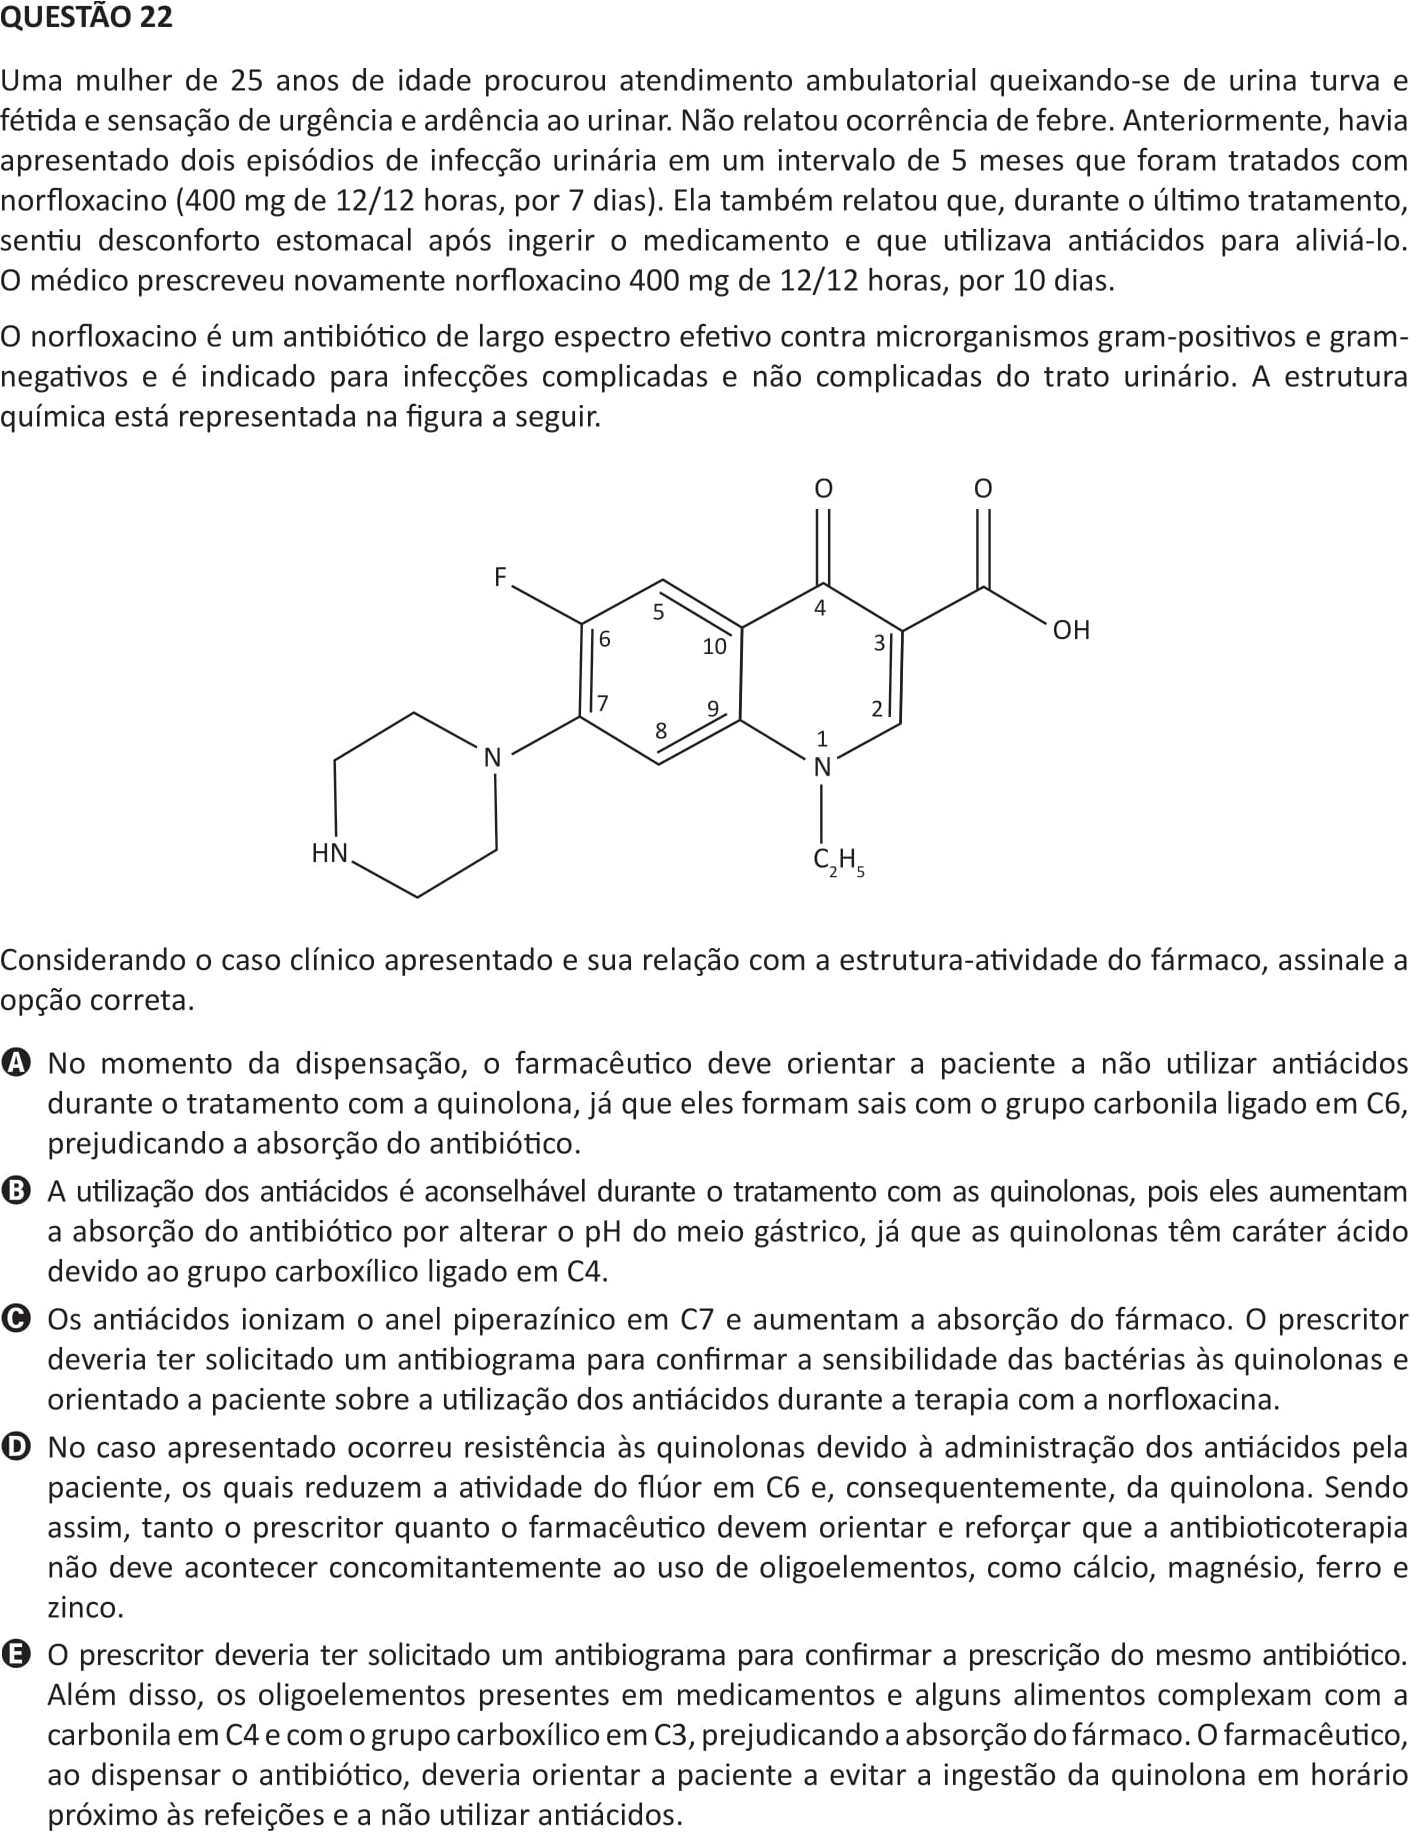 QUESTÃO 22
Uma mulher de 25 anos de idade procurou atendimento ambulatorial queixando-se de urina turva e
fétida e sensação de urgência e ardência ao urinar. Não relatou ocorrência de febre. Anteriormente, havia
apresentado dois episódios de infecção urinária em um intervalo de 5 meses que foram tratados com
norfloxacino (400 mg de 12/12 horas, por 7 dias). Ela também relatou que, durante o último tratamento,
sentiu desconforto estomacal após ingerir o medicamento e que utilizava antiácidos para aliviá-lo.
O médico prescreveu novamente norfloxacino 400 mg de 12/12 horas, por 10 dias.
O norfloxacino é um antibiótico de largo espectro efetivo contra microrganismos gram-positivos e gram-
negativos e é indicado para infecções complicadas e não complicadas do trato urinário. A estrutura
química está representada na figura a seguir.
O O
F
5 4
6 10 3
OH
7 9 2
8 1
N N
HN
C₂H₅
Considerando o caso clínico apresentado e sua relação com a estrutura-atividade do fármaco, assinale a
opção correta.
A No momento da dispensação, o farmacêutico deve orientar a paciente a não utilizar antiácidos
durante o tratamento com a quinolona, já que eles formam sais com o grupo carbonila ligado em C6,
prejudicando a absorção do antibiótico.
B A utilização dos antiácidos é aconselhável durante o tratamento com as quinolonas, pois eles aumentam
a absorção do antibiótico por alterar o pH do meio gástrico, já que as quinolonas têm caráter ácido
devido ao grupo carboxílico ligado em C4.
C Os antiácidos ionizam o anel piperazínico em C7 e aumentam a absorção do fármaco. O prescritor
deveria ter solicitado um antibiograma para confirmar a sensibilidade das bactérias às quinolonas e
orientado a paciente sobre a utilização dos antiácidos durante a terapia com a norfloxacina.
D No caso apresentado ocorreu resistência às quinolonas devido à administração dos antiácidos pela
paciente, os quais reduzem a atividade do flúor em C6 e, consequentemente, da quinolona. Sendo
assim, tanto o prescritor quanto o farmacêutico devem orientar e reforçar que a antibioticoterapia
não deve acontecer concomitantemente ao uso de oligoelementos, como cálcio, magnésio, ferro e
zinco.
E O prescritor deveria ter solicitado um antibiograma para confirmar a prescrição do mesmo antibiótico.
Além disso, os oligoelementos presentes em medicamentos e alguns alimentos complexam com a
carbonila em C4 e com o grupo carboxílico em C3, prejudicando a absorção do fármaco. O farmacêutico,
ao dispensar o antibiótico, deveria orientar a paciente a evitar a ingestão da quinolona em horário
próximo às refeições e a não utilizar antiácidos.